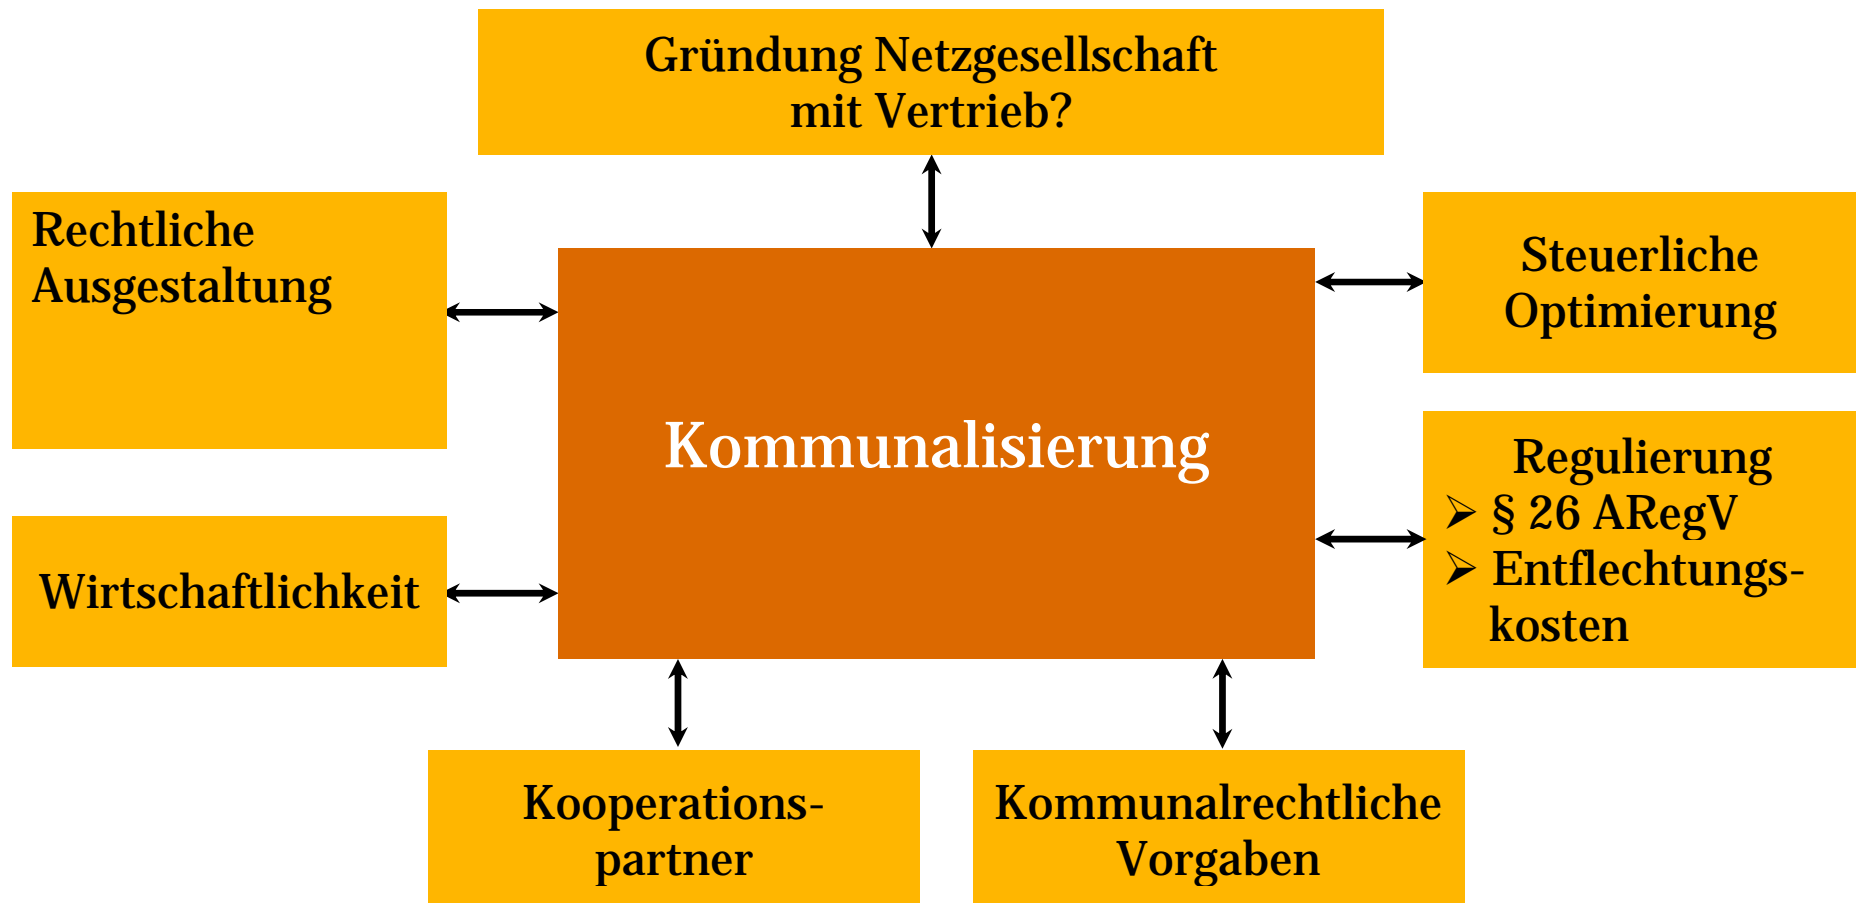 Gründung Netzgesellschaft
mit Vertrieb?
Rechtliche
Ausgestaltung
Steuerliche
Optimierung
Kommunalisierung
Regulierung
➢ § 26 ARegV
➢ Entflechtungs-
kosten
Wirtschaftlichkeit
Kooperations-
partner
Kommunalrechtliche
Vorgaben